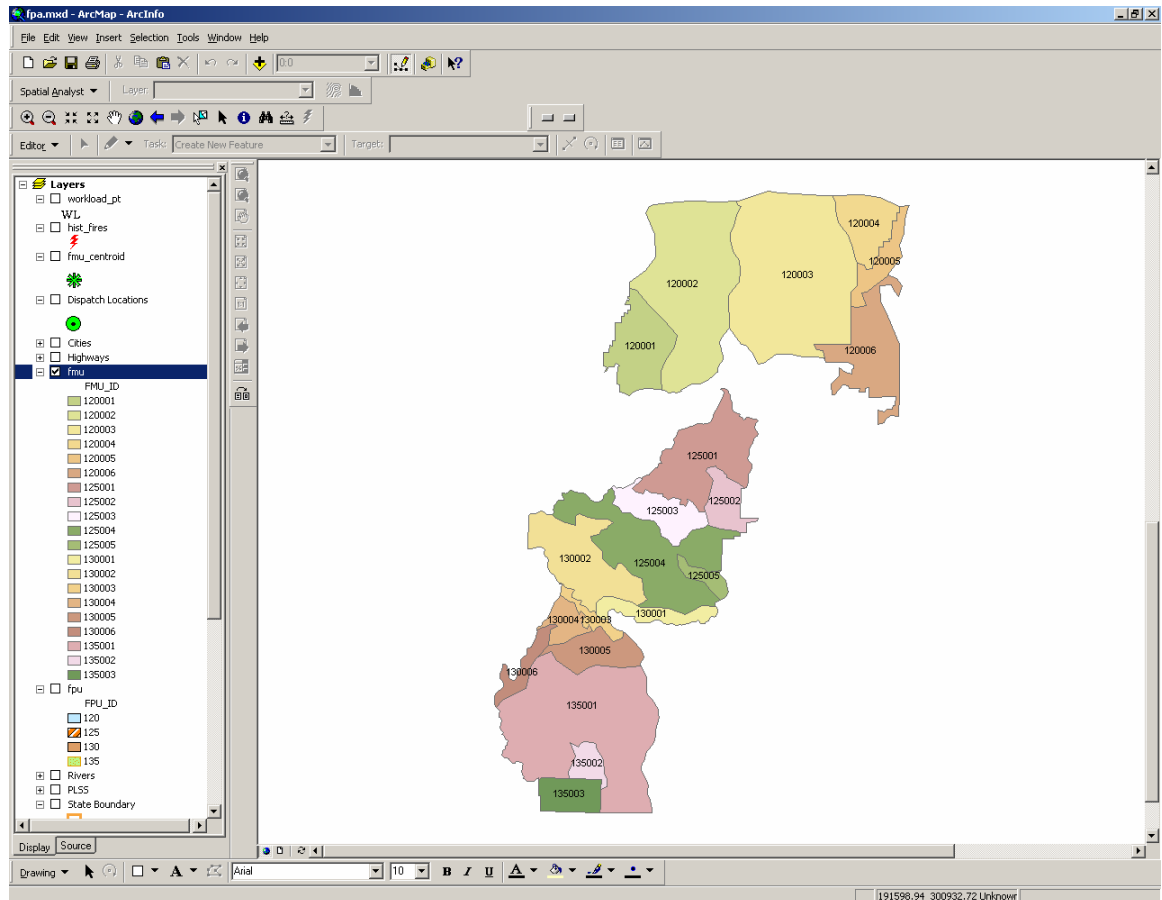 fpa.mxd - ArcMap - ArcInfo
File Edit View Insert Selection Tools Window Help
0:0
Spatial Analyst Layer:
Editor Task: Create New Feature Target:
Layers
workload_pt
WL
hist_fires
fmu_centroid
Dispatch Locations
Cities
Highways
fmu
FMU_ID
120001
120002
120003
120004
120005
120006
125001
125002
125003
125004
125005
130001
130002
130003
130004
130005
130006
135001
135002
135003
fpu
FPU_ID
120
125
130
135
Rivers
PLSS
State Boundary
Display Source
120004
120005
120003
120002
120001
120006
125001
125002
125003
130002
125004
125005
130001
130004 130003
130005
130006
135001
135002
135003
Drawing A Arial 10 B I U A
191598.94 300932.72 Unknowr